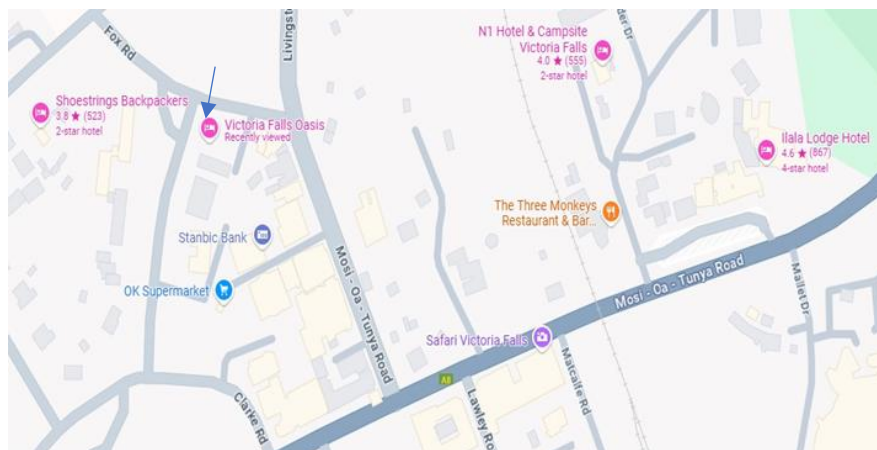 Fox Rd
Livingst
N1 Hotel & Campsite
Victoria Falls
4.0 ★ (555)
2-star hotel
der Dr
Shoestrings Backpackers
3.8 ★ (523)
2-star hotel
Victoria Falls Oasis
Recently viewed
Ilala Lodge Hotel
4.6 ★ (867)
4-star hotel
The Three Monkeys
Restaurant & Bar...
Stanbic Bank
OK Supermarket
Mosi - Oa - Tunya Road
Mosi - Oa - Tunya Road
Mallet Dr
Safari Victoria Falls
Matcalfe Rd
A8
Clarke Rd
Lawley Ro